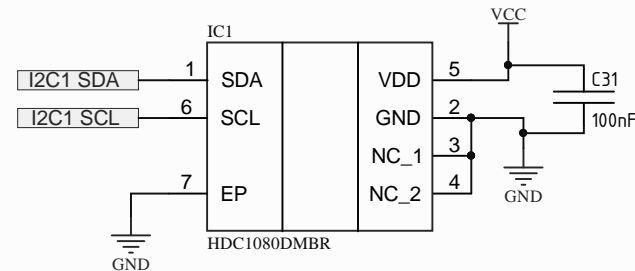 VCC
IC1
I2C1 SDA
1
SDA
VDD
5
C31
I2C1 SCL
6
SCL
GND
2
100nF
NC_1
3
7
EP
NC_2
4
GND
HDC1080DMBR
GND